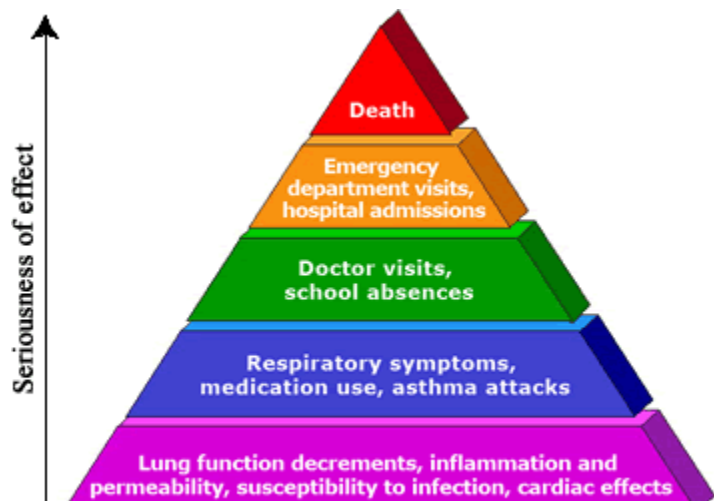 Seriousness of effect
Death
Emergency
department visits,
hospital admissions
Doctor visits,
school absences
Respiratory symptoms,
medication use, asthma attacks
Lung function decrements, inflammation and
permeability, susceptibility to infection, cardiac effects